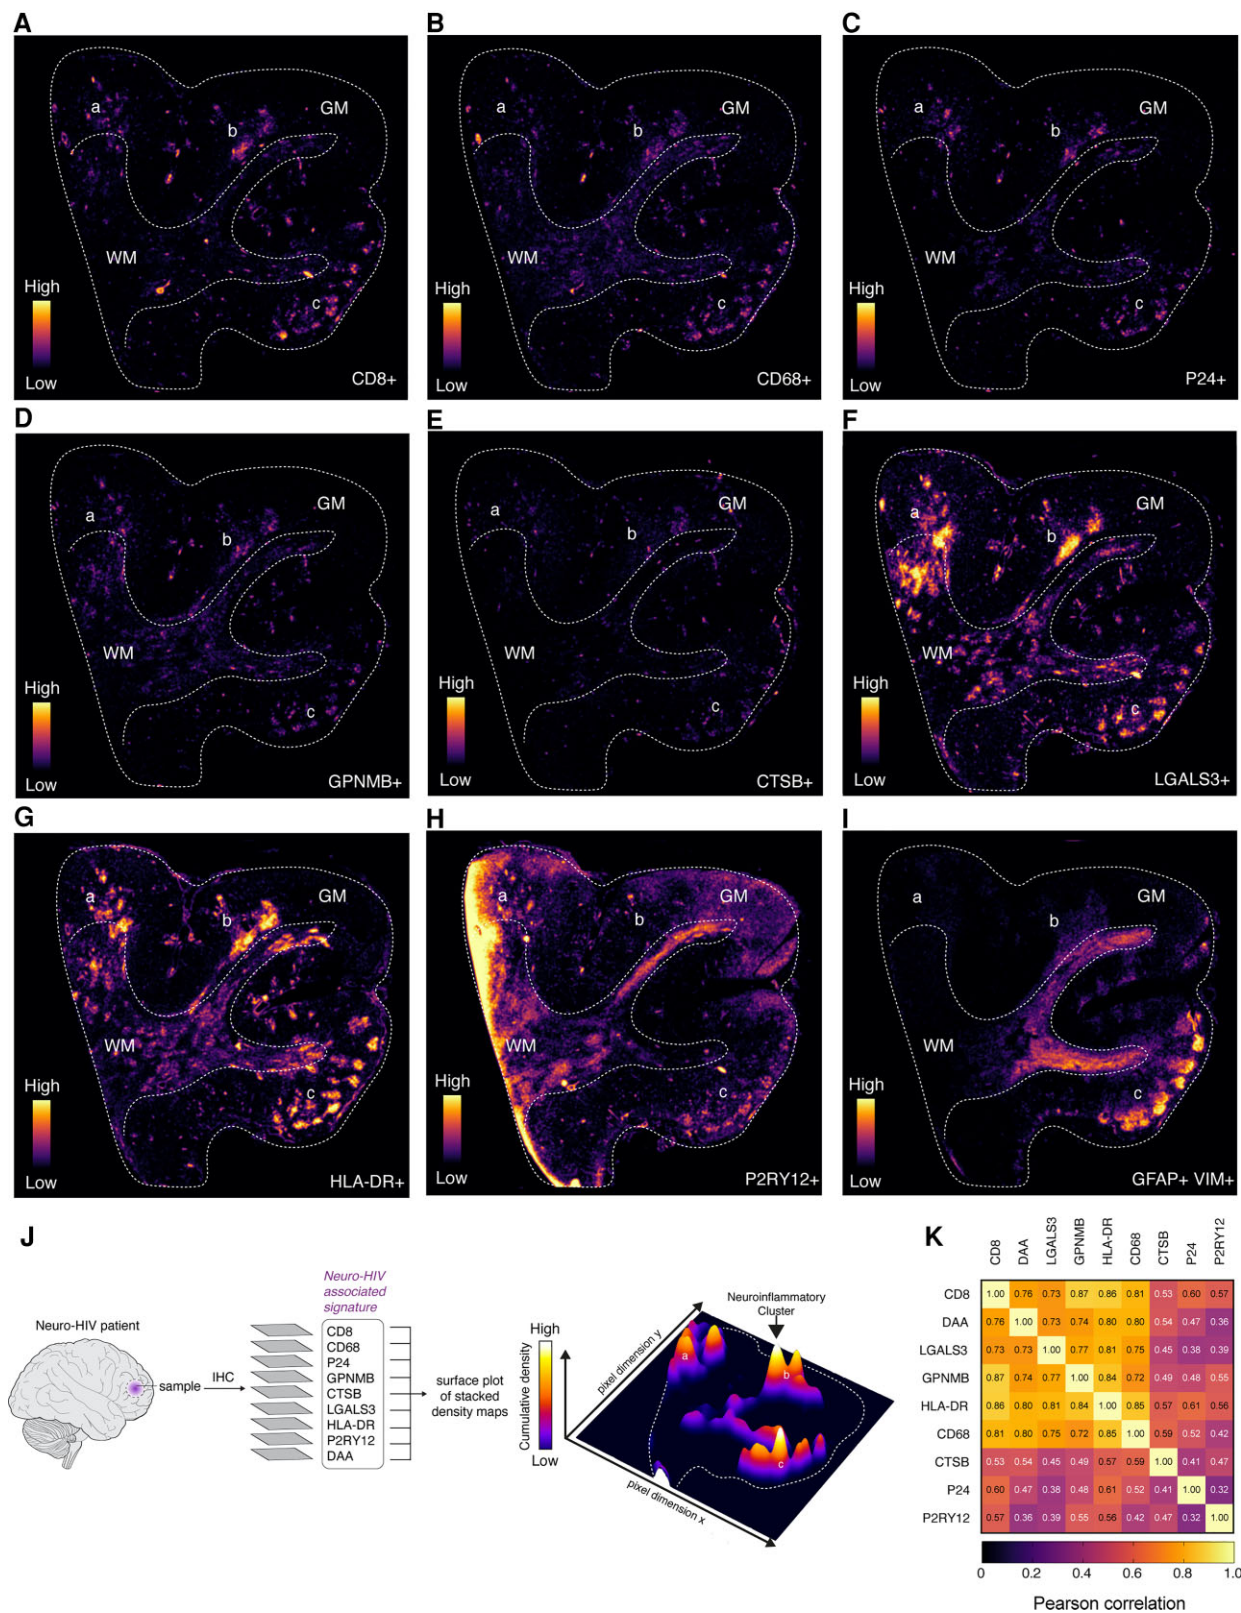 A
a
b
GM
WM
c
High
Low
CD8+
B
a
b
GM
WM
c
High
Low
CD68+
C
a
b
GM
WM
c
High
Low
P24+
D
a
b
GM
WM
c
High
Low
GPNMB+
E
a
b
GM
WM
c
High
Low
CTSB+
F
a
b
GM
WM
c
High
Low
LGALS3+
G
a
b
GM
WM
c
High
Low
HLA-DR+
H
a
b
GM
WM
c
High
Low
P2RY12+
I
a
b
GM
WM
c
High
Low
GFAP+ VIM+
J
Neuro-HIV patient
sample
IHC
Neuro-HIV
associated
signature
CD8
CD68
P24
GPNMB
CTSB
LGALS3
HLA-DR
P2RY12
DAA
surface plot
of stacked
density maps
High
Cumulative density
Low
pixel dimension y
pixel dimension x
Neuroinflammatory
Cluster
a
b
c
K
CD8 DAA LGALS3 GPNMB HLA-DR CD68 CTSB P24 P2RY12
CD8 1.00 0.76 0.73 0.87 0.86 0.81 0.53 0.60 0.57
DAA 0.76 1.00 0.73 0.74 0.80 0.80 0.54 0.47 0.36
LGALS3 0.73 0.73 1.00 0.77 0.81 0.75 0.45 0.38 0.39
GPNMB 0.87 0.74 0.77 1.00 0.84 0.72 0.49 0.48 0.55
HLA-DR 0.86 0.80 0.81 0.84 1.00 0.85 0.57 0.61 0.56
CD68 0.81 0.80 0.75 0.72 0.85 1.00 0.59 0.52 0.42
CTSB 0.53 0.54 0.45 0.49 0.57 0.59 1.00 0.41 0.47
P24 0.60 0.47 0.38 0.48 0.61 0.52 0.41 1.00 0.32
P2RY12 0.57 0.36 0.39 0.55 0.56 0.42 0.47 0.32 1.00
0 0.2 0.4 0.6 0.8 1.0
Pearson correlation